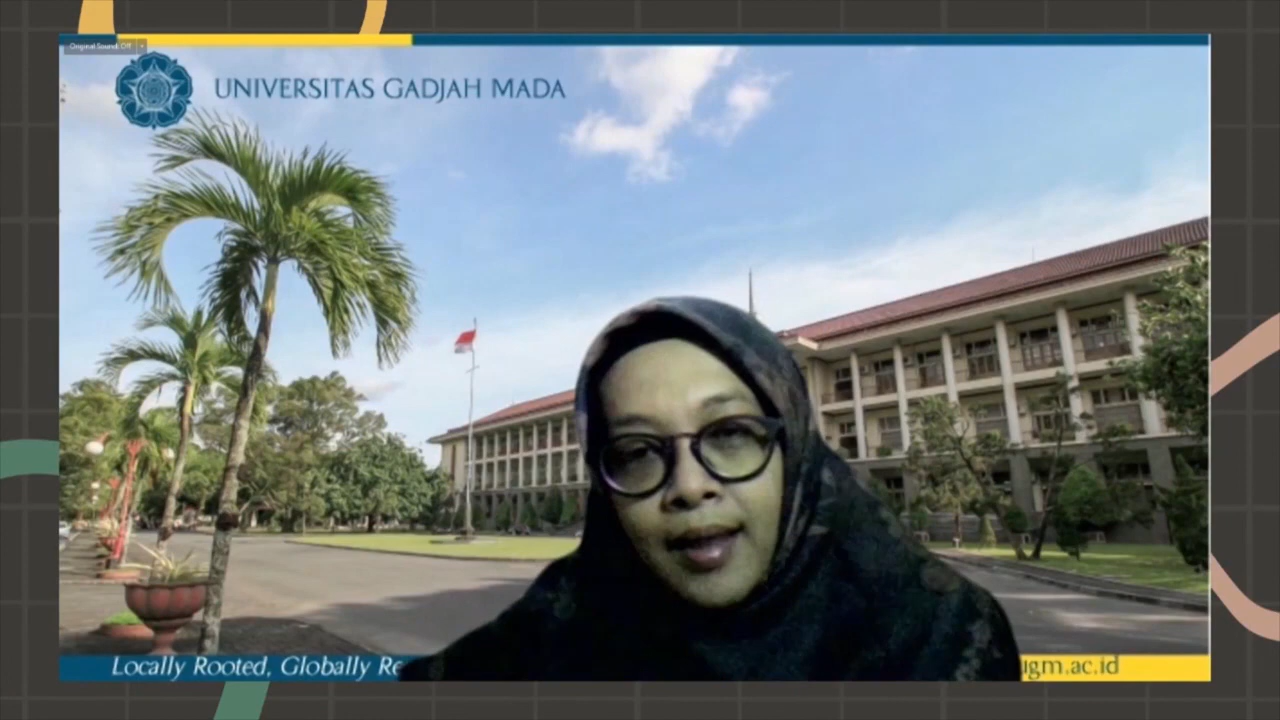 Original Sound: Off
UNIVERSITAS GADJAH MADA
Locally Rooted, Globally Re
ugm.ac.id